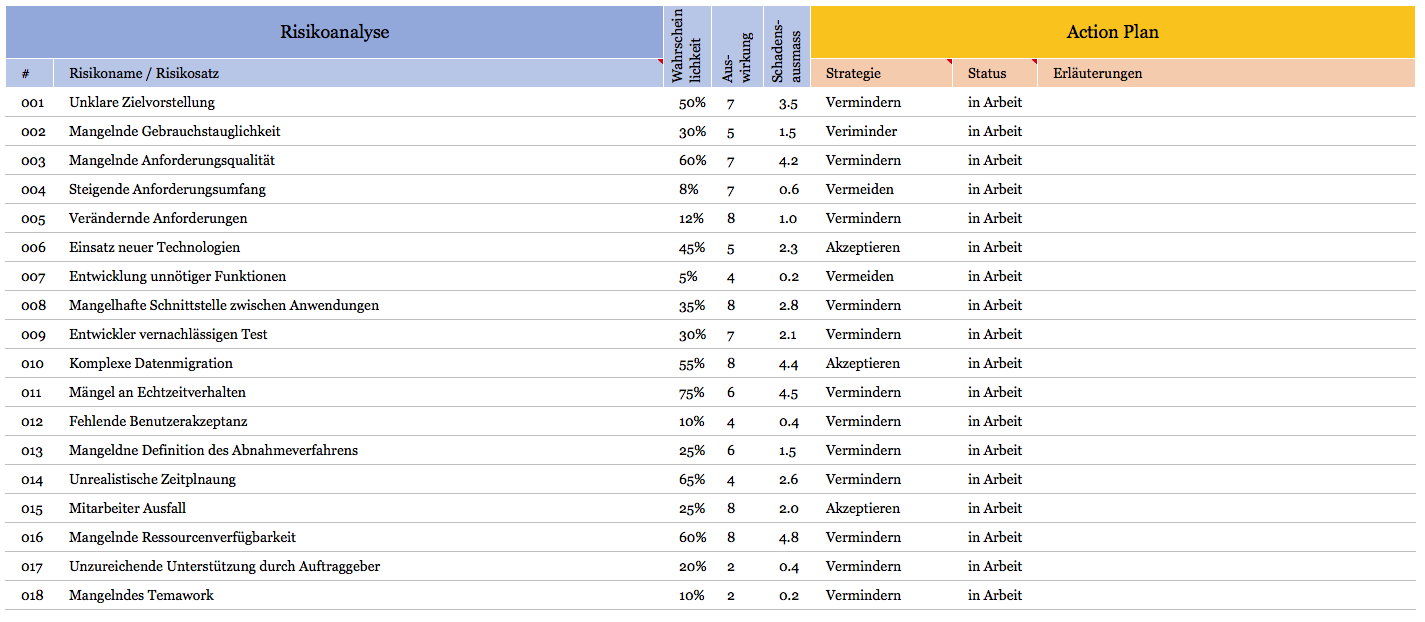 Risikoanalyse Wahrschein lichkeit Aus- wirkung Schadens- ausmass Action Plan
# Risikoname / Risikosatz Strategie Status Erläuterungen
001 Unklare Zielvorstellung 50% 7 3.5 Vermindern in Arbeit
002 Mangelnde Gebrauchstauglichkeit 30% 5 1.5 Veriminder in Arbeit
003 Mangelnde Anforderungsqualität 60% 7 4.2 Vermindern in Arbeit
004 Steigende Anforderungsumfang 8% 7 0.6 Vermeiden in Arbeit
005 Verändernde Anforderungen 12% 8 1.0 Vermindern in Arbeit
006 Einsatz neuer Technologien 45% 5 2.3 Akzeptieren in Arbeit
007 Entwicklung unnötiger Funktionen 5% 4 0.2 Vermeiden in Arbeit
008 Mangelhafte Schnittstelle zwischen Anwendungen 35% 8 2.8 Vermindern in Arbeit
009 Entwickler vernachlässigen Test 30% 7 2.1 Vermindern in Arbeit
010 Komplexe Datenmigration 55% 8 4.4 Akzeptieren in Arbeit
011 Mängel an Echtzeitverhalten 75% 6 4.5 Vermindern in Arbeit
012 Fehlende Benutzerakzeptanz 10% 4 0.4 Vermindern in Arbeit
013 Mangeldne Definition des Abnahmeverfahrens 25% 6 1.5 Vermindern in Arbeit
014 Unrealistische Zeitplnaung 65% 4 2.6 Vermindern in Arbeit
015 Mitarbeiter Ausfall 25% 8 2.0 Akzeptieren in Arbeit
016 Mangelnde Ressourcenverfügbarkeit 60% 8 4.8 Vermindern in Arbeit
017 Unzureichende Unterstützung durch Auftraggeber 20% 2 0.4 Vermindern in Arbeit
018 Mangelndes Temawork 10% 2 0.2 Vermindern in Arbeit